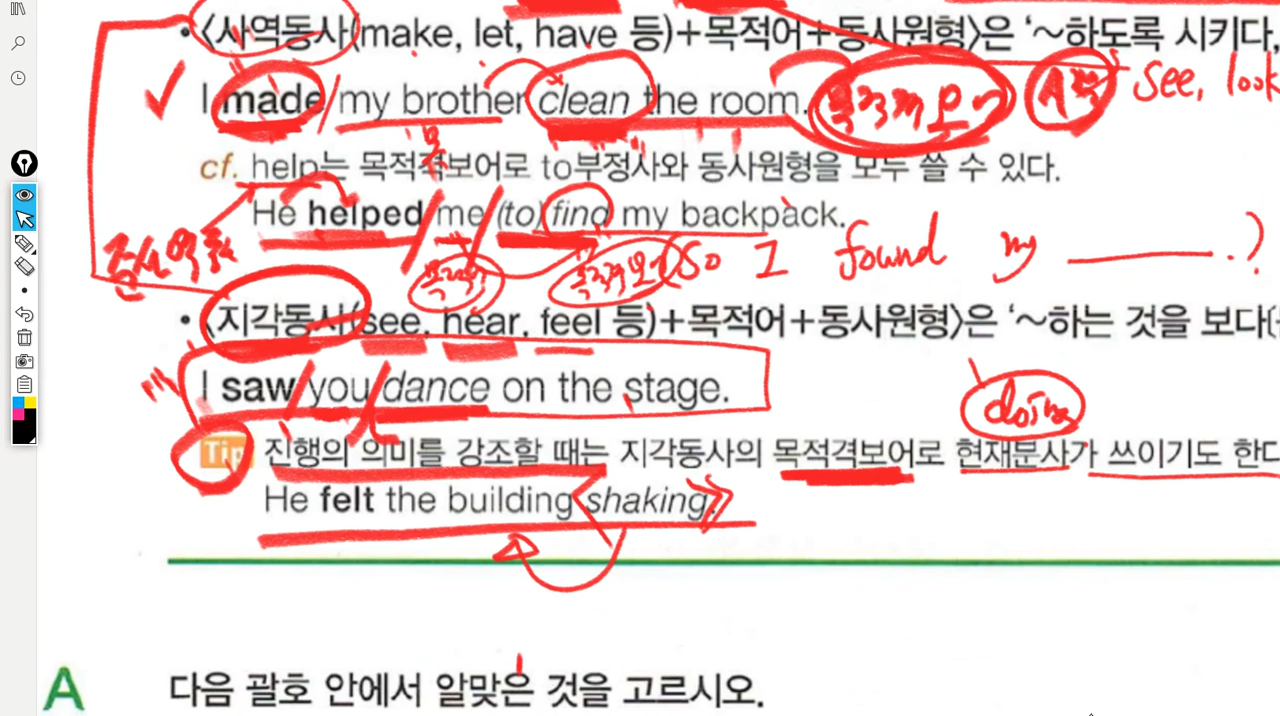 • 〈사역동사(make, let, have 등)+목적어+동사원형〉은 '~하도록 시키다,
I made my brother clean the room. 시각 see, look
cf. help는 목적격보어로 to부정사와 동사원형을 모두 쓸 수 있다.
He helped me (to) find my backpack.
So I found my ________.?
준사역동사 목적어 목적격보어
• 〈지각동사(see, hear, feel 등)+목적어+동사원형〉은 '~하는 것을 보다
I saw you dance on the stage.
doing
Tip 진행의 의미를 강조할 때는 지각동사의 목적격보어로 현재분사가 쓰이기도 한다
He felt the building shaking.
A 다음 괄호 안에서 알맞은 것을 고르시오.